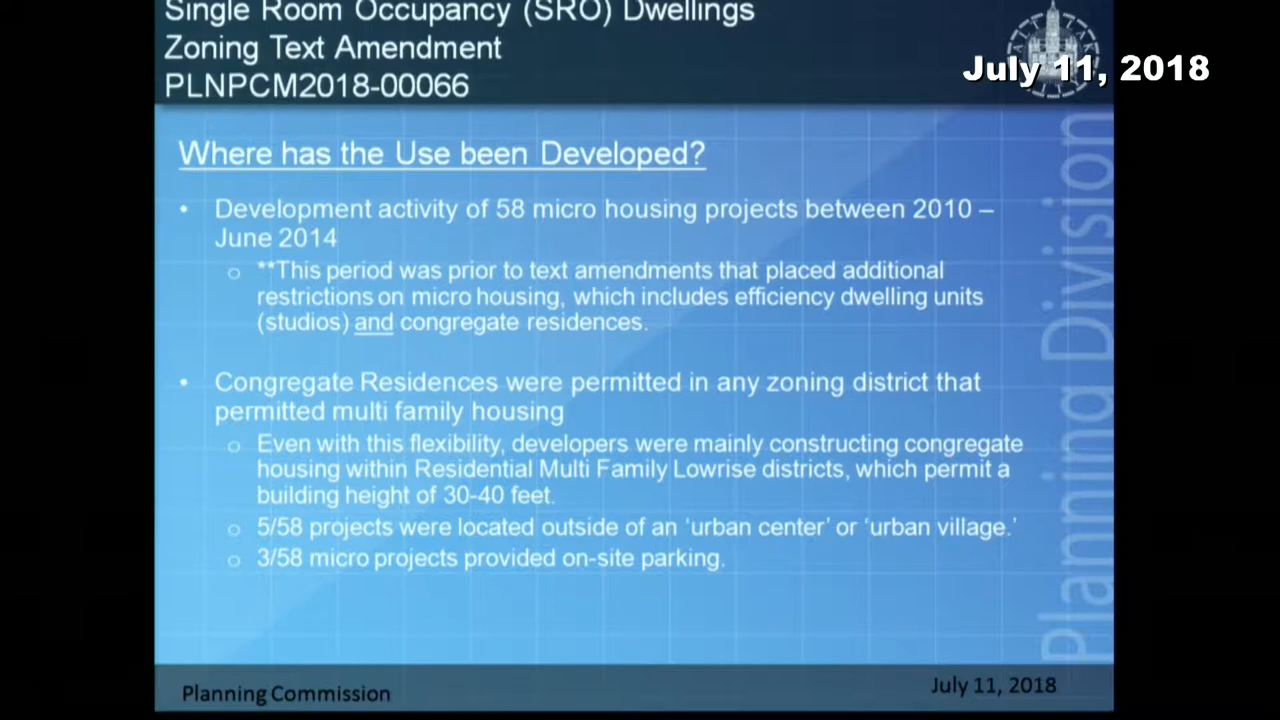 Single Room Occupancy (SRO) Dwellings
Zoning Text Amendment
PLNPCM2018-00066
July 11, 2018
Where has the Use been Developed?
• Development activity of 58 micro housing projects between 2010 –
June 2014
o **This period was prior to text amendments that placed additional
restrictions on micro housing, which includes efficiency dwelling units
(studios) and congregate residences.
• Congregate Residences were permitted in any zoning district that
permitted multi family housing
o Even with this flexibility, developers were mainly constructing congregate
housing within Residential Multi Family Lowrise districts, which permit a
building height of 30-40 feet.
o 5/58 projects were located outside of an ‘urban center’ or ‘urban village.’
o 3/58 micro projects provided on-site parking.
Planning Division
Planning Commission
July 11, 2018